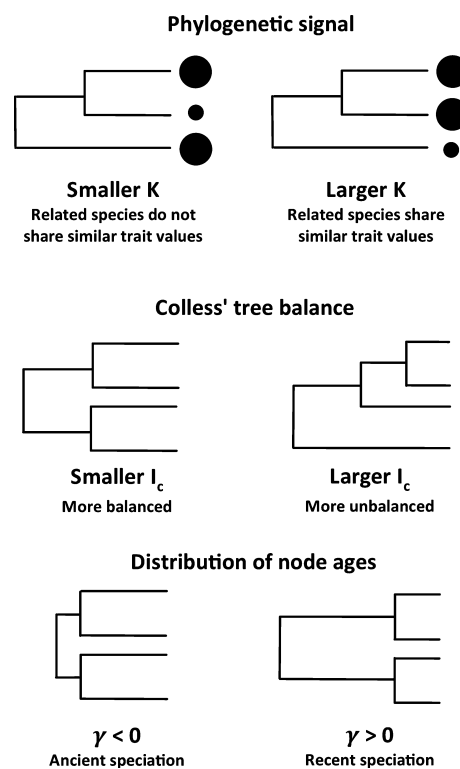 Phylogenetic signal
Smaller K
Related species do not
share similar trait values
Larger K
Related species share
similar trait values
Colless' tree balance
Smaller Ic
More balanced
Larger Ic
More unbalanced
Distribution of node ages
γ < 0
Ancient speciation
γ > 0
Recent speciation